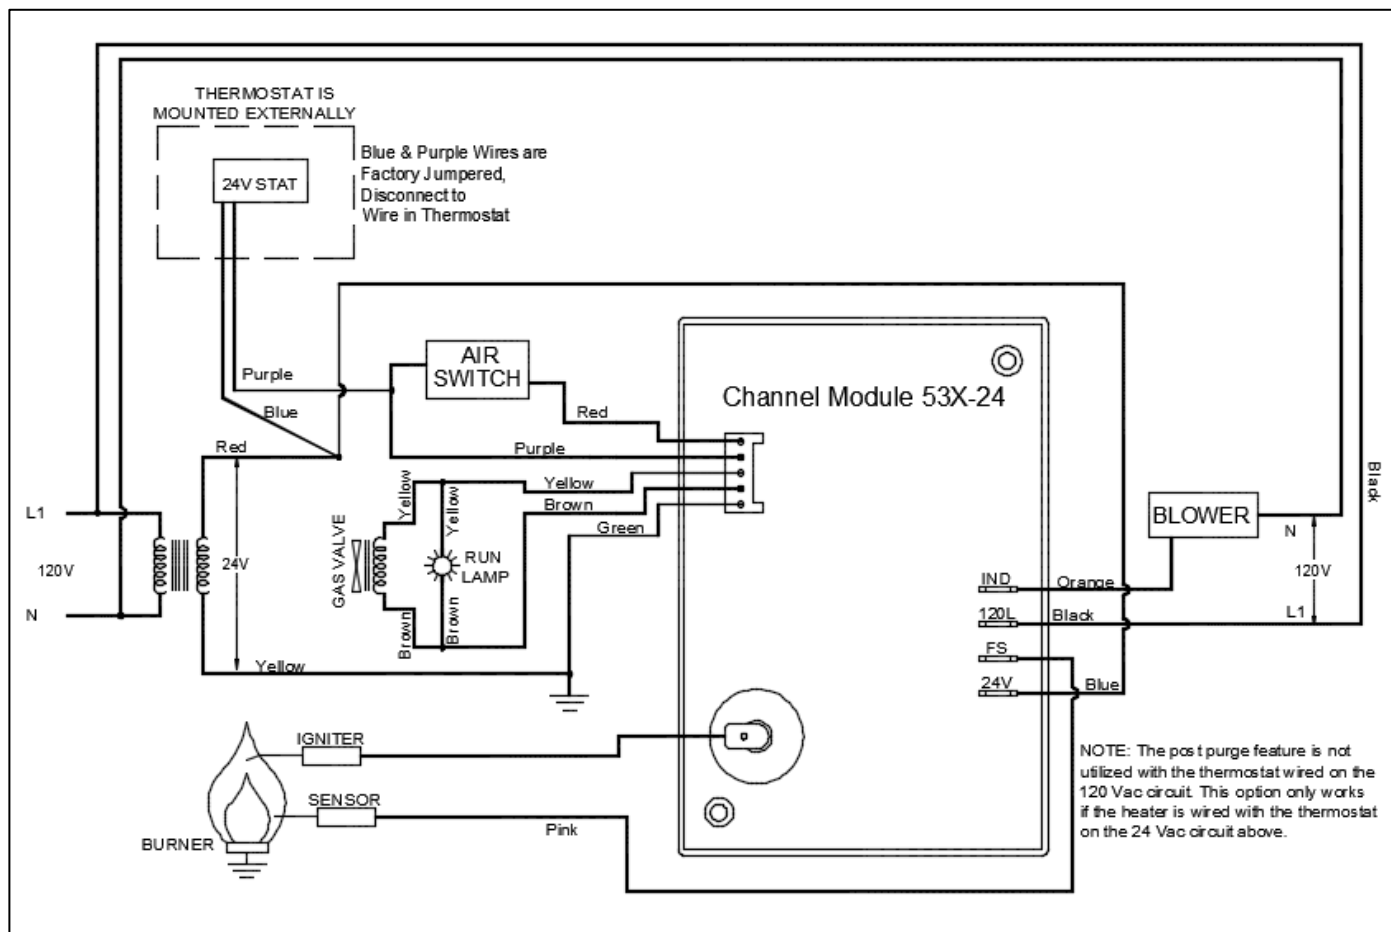 THERMOSTAT IS
MOUNTED EXTERNALLY
24V STAT
Blue & Purple Wires are
Factory Jumpered,
Disconnect to
Wire in Thermostat
AIR
SWITCH
Purple
Blue
Red
Red
Purple
Yellow
Brown
Green
Channel Module 53X-24
L1
120V
N
24V
GAS VALVE
Yellow
Yellow
RUN
LAMP
Brown
Brown
Yellow
BLOWER
N
120V
L1
Black
IND
Orange
120L
Black
FS
24V
Blue
IGNITER
SENSOR
Pink
BURNER
NOTE: The post purge feature is not
utilized with the thermostat wired on the
120 Vac circuit. This option only works
if the heater is wired with the thermostat
on the 24 Vac circuit above.